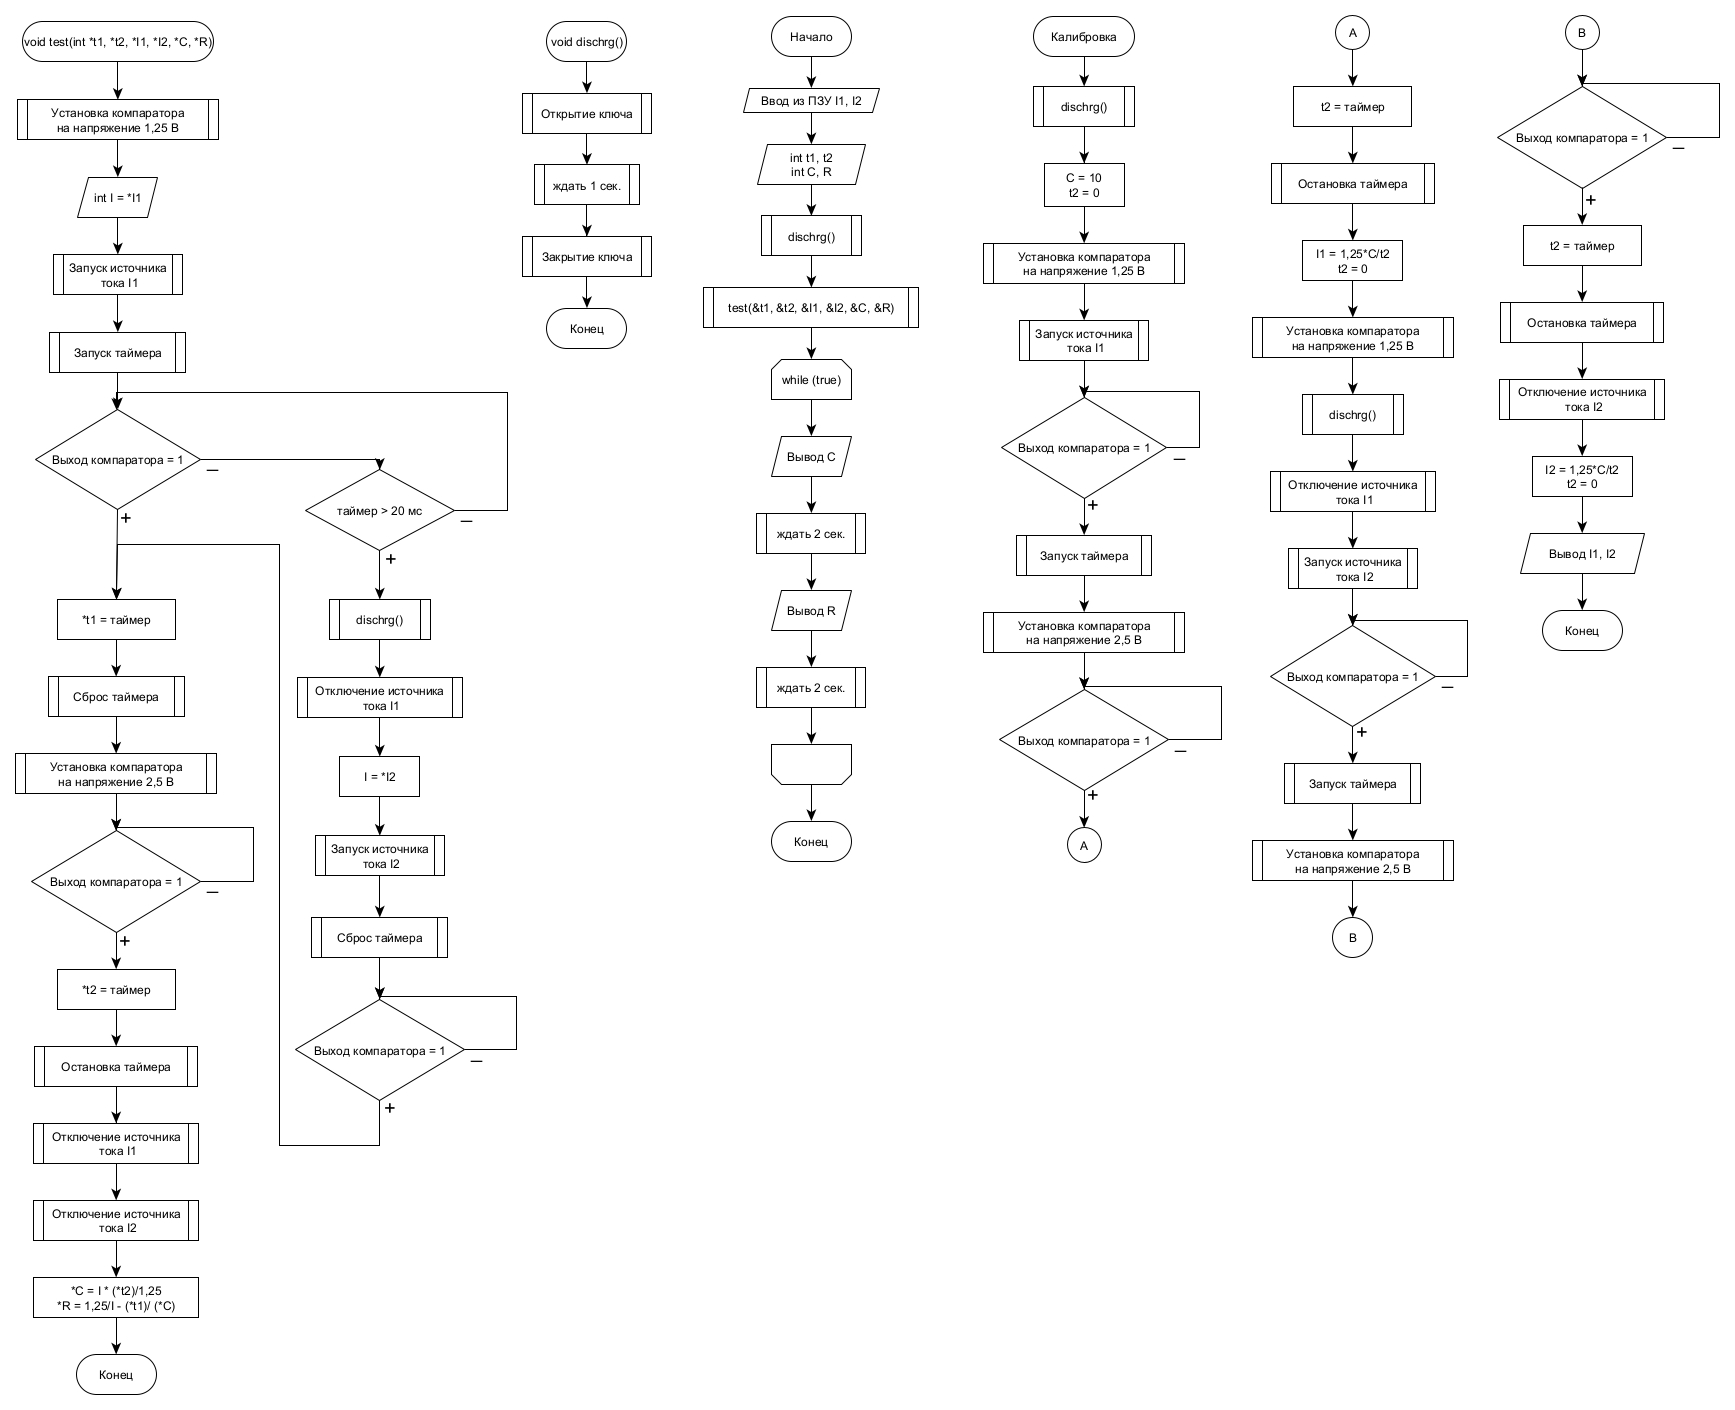 void test(int *t1, *t2, *I1, *I2, *C, *R)
Установка компаратора
на напряжение 1,25 В
int I = *I1
Запуск источника
тока I1
Запуск таймера
Выход компаратора = 1
—
+
*t1 = таймер
Сброс таймера
Установка компаратора
на напряжение 2,5 В
Выход компаратора = 1
—
+
*t2 = таймер
Остановка таймера
Отключение источника
тока I1
Отключение источника
тока I2
*C = I * (*t2)/1,25
*R = 1,25/I - (*t1)/ (*C)
Конец
таймер > 20 мс
—
+
dischrg()
Отключение источника
тока I1
I = *I2
Запуск источника
тока I2
Сброс таймера
Выход компаратора = 1
—
+
void dischrg()
Открытие ключа
ждать 1 сек.
Закрытие ключа
Конец
Начало
Ввод из ПЗУ I1, I2
int t1, t2
int C, R
dischrg()
test(&t1, &t2, &I1, &I2, &C, &R)
while (true)
Вывод C
ждать 2 сек.
Вывод R
ждать 2 сек.
Конец
Калибровка
dischrg()
C = 10
t2 = 0
Установка компаратора
на напряжение 1,25 В
Запуск источника
тока I1
Выход компаратора = 1
—
+
Запуск таймера
Установка компаратора
на напряжение 2,5 В
Выход компаратора = 1
—
+
A
A
t2 = таймер
Остановка таймера
I1 = 1,25*C/t2
t2 = 0
Установка компаратора
на напряжение 1,25 В
dischrg()
Отключение источника
тока I1
Запуск источника
тока I2
Выход компаратора = 1
—
+
Запуск таймера
Установка компаратора
на напряжение 2,5 В
B
B
Выход компаратора = 1
—
+
t2 = таймер
Остановка таймера
Отключение источника
тока I2
I2 = 1,25*C/t2
t2 = 0
Вывод I1, I2
Конец